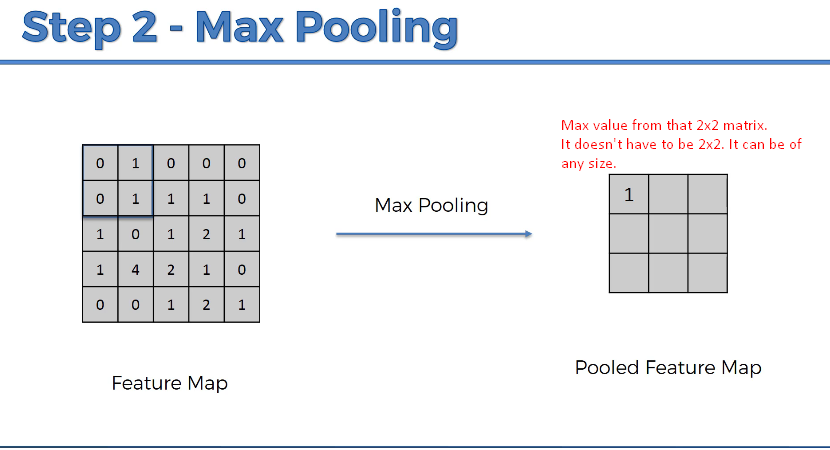 Step 2 - Max Pooling
Max value from that 2x2 matrix.
It doesn't have to be 2x2. It can be of
any size.
0 1 0 0 0
0 1 1 1 0
1 0 1 2 1
1 4 2 1 0
0 0 1 2 1
Max Pooling
1
Feature Map
Pooled Feature Map